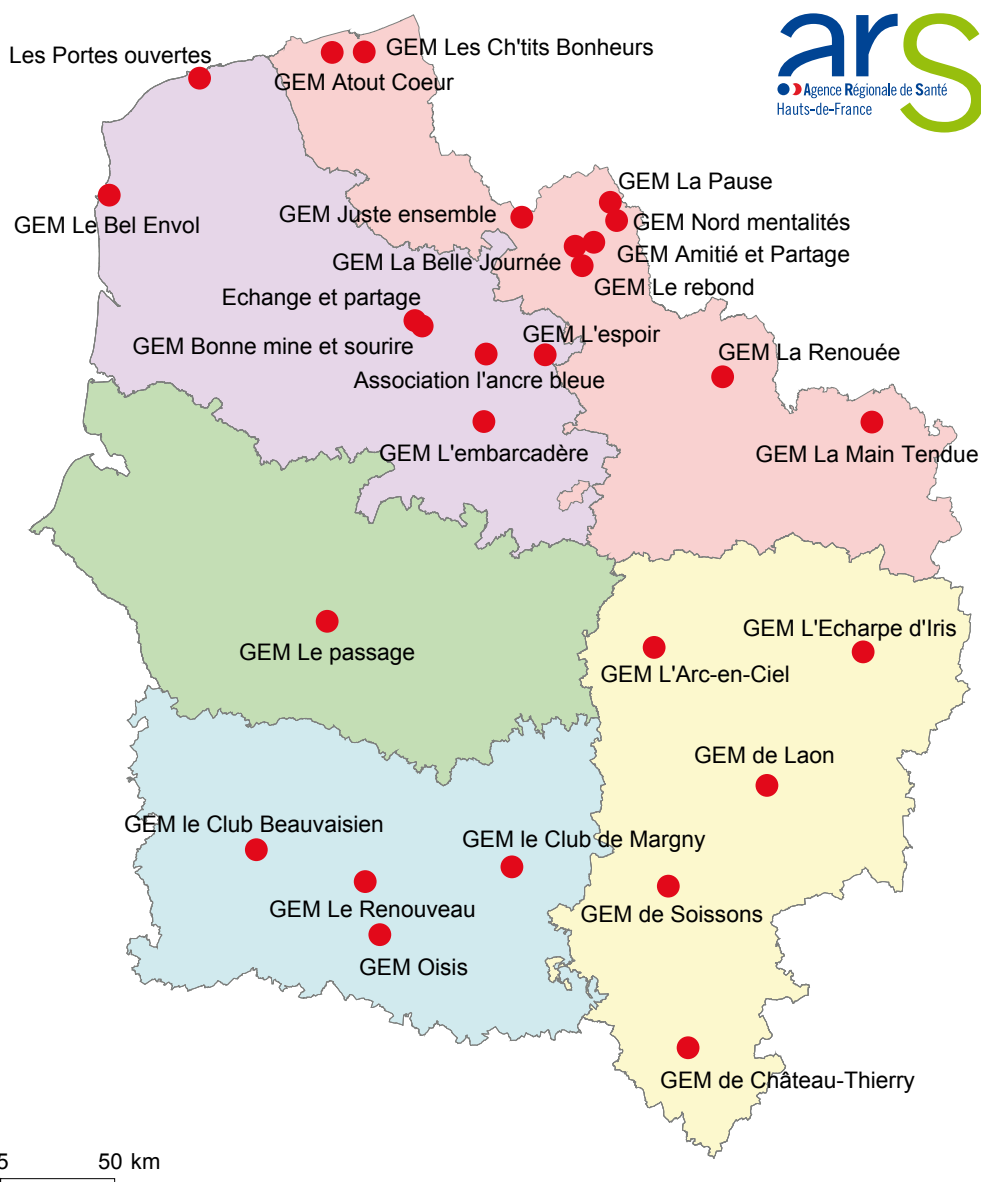 Les Portes ouvertes
GEM Les Ch'tits Bonheurs
GEM Atout Coeur
ars
Agence Régionale de Santé
Hauts-de-France
GEM La Pause
GEM Le Bel Envol
GEM Juste ensemble
GEM Nord mentalités
GEM La Belle Journée
GEM Amitié et Partage
GEM Le rebond
Echange et partage
GEM Bonne mine et sourire
GEM L'espoir
GEM La Renouée
Association l'ancre bleue
GEM L'embarcadère
GEM La Main Tendue
GEM Le passage
GEM L'Echarpe d'Iris
GEM L'Arc-en-Ciel
GEM de Laon
GEM le Club Beauvaisien
GEM le Club de Margny
GEM Le Renouveau
GEM de Soissons
GEM Oisis
GEM de Château-Thierry
5 50 km